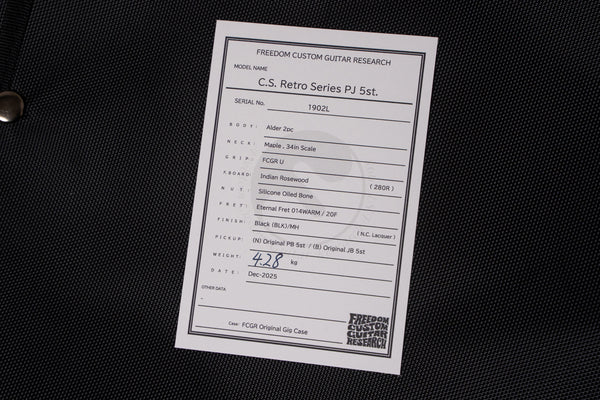 FREEDOM CUSTOM GUITAR RESEARCH
MODEL NAME
C.S. Retro Series PJ 5st.
SERIAL No. 1902L
BODY: Alder 2pc
NECK: Maple , 34in Scale
GRIP: FCGR U
F.BOARD: Indian Rosewood ( 280R )
NUT: Silicone Oiled Bone
FRET: Eternal Fret 014WARM / 20F
FINISH: Black (BLK)/MH ( N.C. Lacquer )
PICKUP: (N) Original PB 5st / (B) Original JB 5st
WEIGHT: 4.28 kg
DATE: Dec-2025
OTHER DATA
-
Case: FCGR Original Gig Case
FREEDOM
CUSTOM
GUITAR
RESEARCH